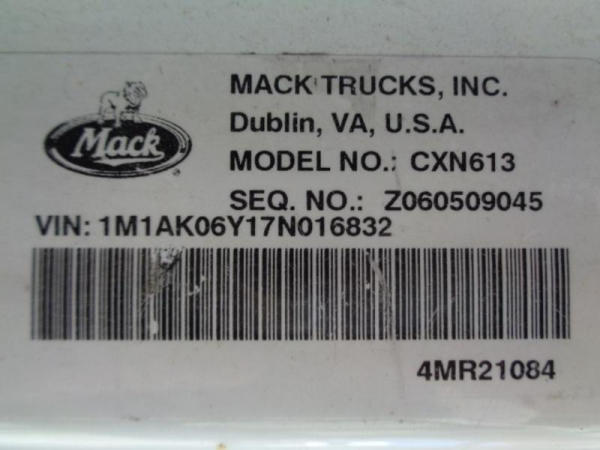 Mack
MACK TRUCKS, INC.
Dublin, VA, U.S.A.
MODEL NO.: CXN613
SEQ. NO.: Z060509045
VIN: 1M1AK06Y17N016832
4MR21084